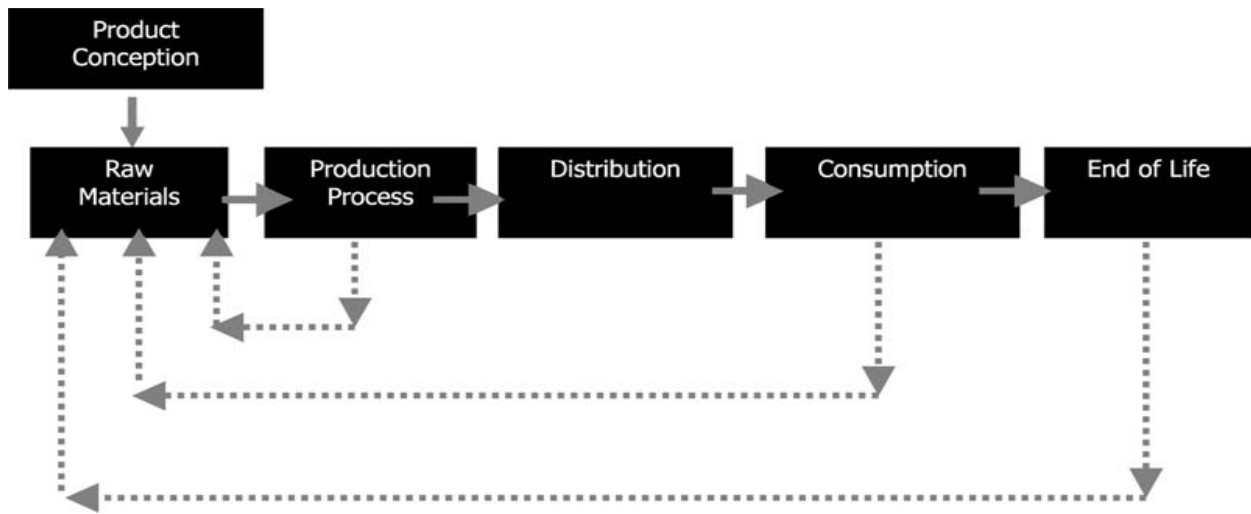 Product
Conception
Raw
Materials
Production
Process
Distribution
Consumption
End of Life